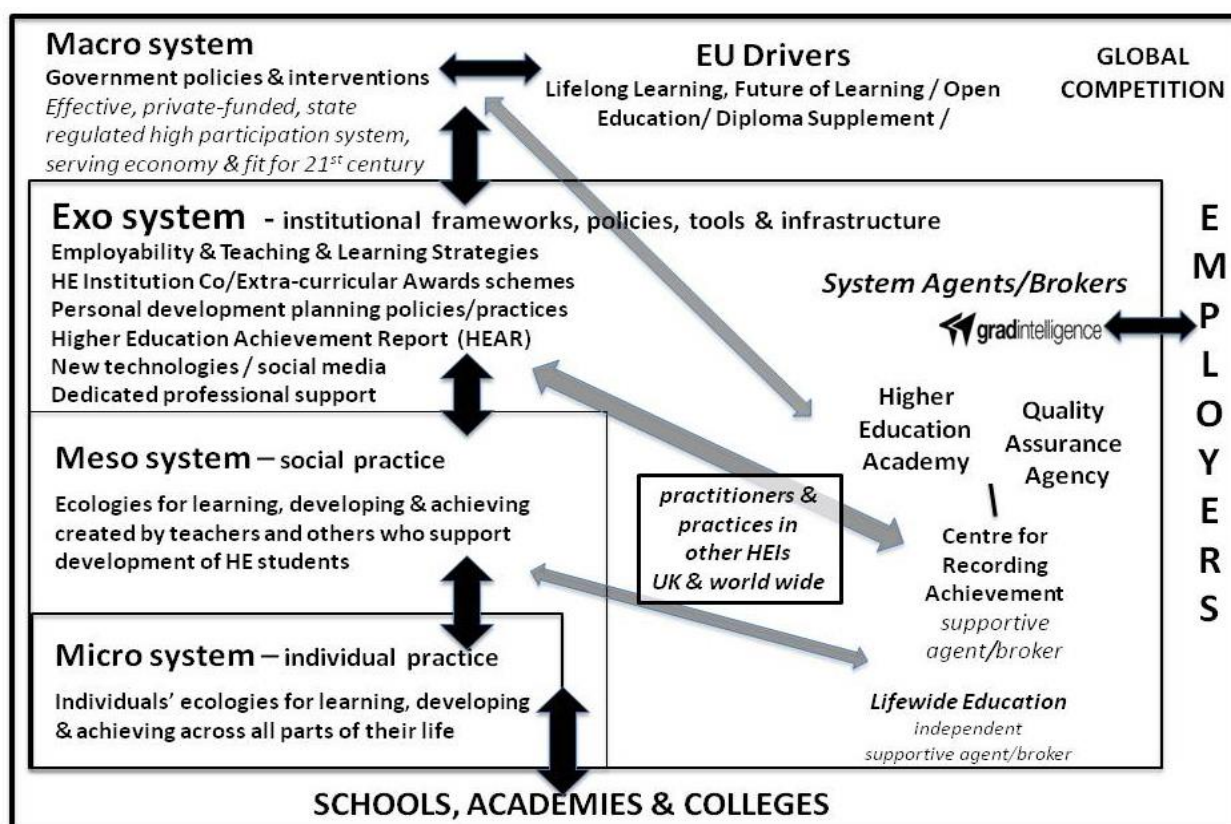 Macro system
Government policies & interventions
Effective, private-funded, state
regulated high participation system,
serving economy & fit for 21st century
EU Drivers
Lifelong Learning, Future of Learning / Open
Education/ Diploma Supplement /
GLOBAL
COMPETITION
Exo system - institutional frameworks, policies, tools & infrastructure
Employability & Teaching & Learning Strategies
HE Institution Co/Extra-curricular Awards schemes
Personal development planning policies/practices
Higher Education Achievement Report (HEAR)
New technologies / social media
Dedicated professional support
System Agents/Brokers
gradintelligence
Higher
Education
Academy
Quality
Assurance
Agency
Centre for
Recording
Achievement
supportive
agent/broker
Lifewide Education
independent
supportive agent/broker
practitioners &
practices in
other HEIs
UK & world wide
Meso system – social practice
Ecologies for learning, developing & achieving
created by teachers and others who support
development of HE students
Micro system – individual practice
Individuals’ ecologies for learning, developing
& achieving across all parts of their life
EMPLOYERS
SCHOOLS, ACADEMIES & COLLEGES